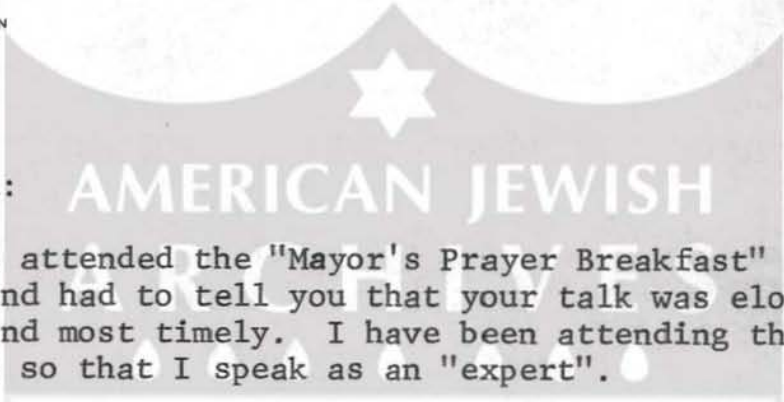 N
:
AMERICAN JEWISH
ARCHIVES
attended the "Mayor's Prayer Breakfast"
nd had to tell you that your talk was elo
nd most timely. I have been attending th
so that I speak as an "expert".